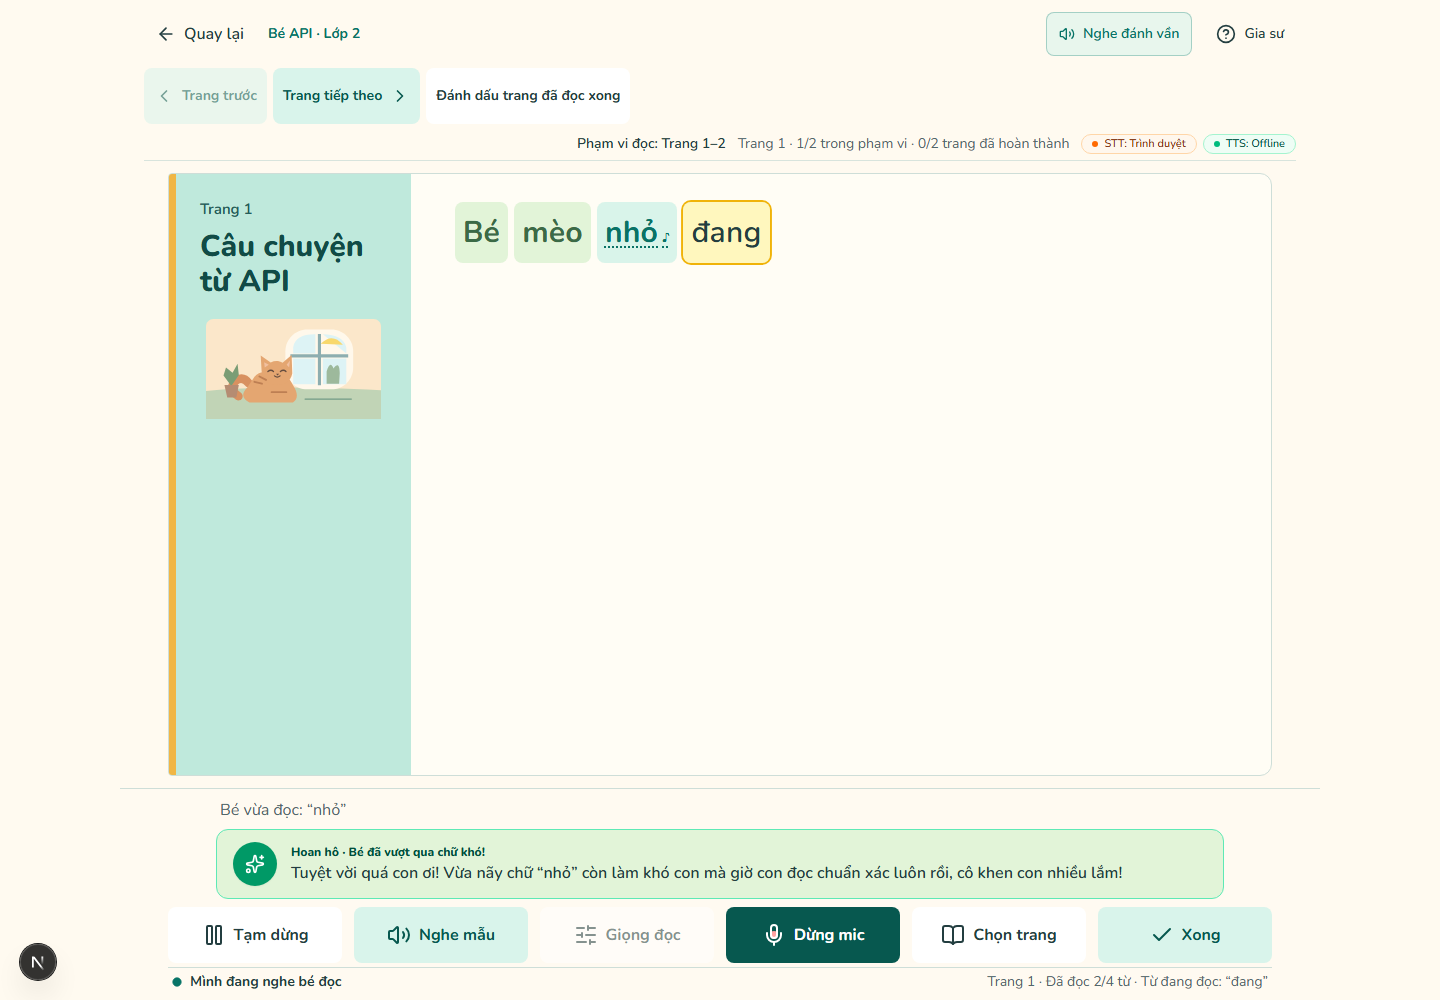 Quay lại
Bé API · Lớp 2
Nghe đánh vần
Gia sư
Trang trước
Trang tiếp theo
Đánh dấu trang đã đọc xong
Phạm vi đọc: Trang 1–2 Trang 1 · 1/2 trong phạm vi · 0/2 trang đã hoàn thành
STT: Trình duyệt
TTS: Offline
Trang 1
Câu chuyện
từ API
Bé mèo nhỏ ♪ đang
Bé vừa đọc: “nhỏ”
Hoan hô · Bé đã vượt qua chữ khó!
Tuyệt vời quá con ơi! Vừa nãy chữ “nhỏ” còn làm khó con mà giờ con đọc chuẩn xác luôn rồi, cô khen con nhiều lắm!
Tạm dừng
Nghe mẫu
Giọng đọc
Dừng mic
Chọn trang
Xong
N
Mình đang nghe bé đọc
Trang 1 · Đã đọc 2/4 từ · Từ đang đọc: “đang”